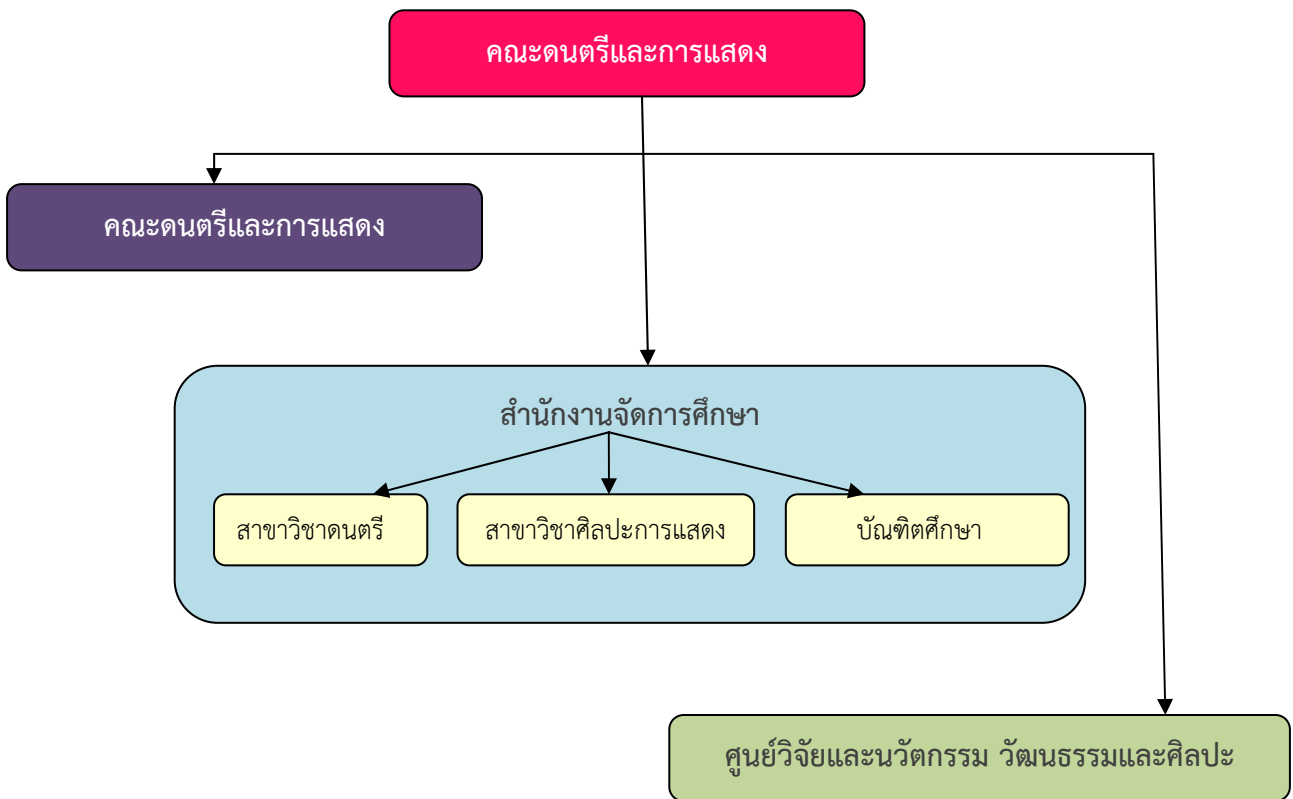 คณะดนตรีและการแสดง
คณะดนตรีและการแสดง
สำนักงานจัดการศึกษา
สาขาวิชาดนตรี
สาขาวิชาศิลปะการแสดง
บัณฑิตศึกษา
ศูนย์วิจัยและนวัตกรรม วัฒนธรรมและศิลปะ